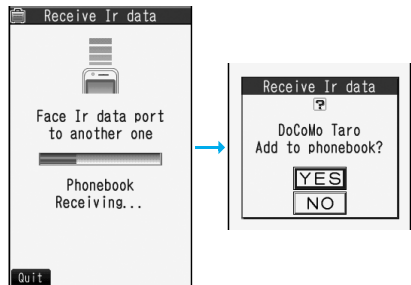 Receive Ir data
Face Ir data port
to another one
Phonebook
Receiving...
Quit
Receive Ir data
?
DoCoMo Taro
Add to phonebook?
YES
NO